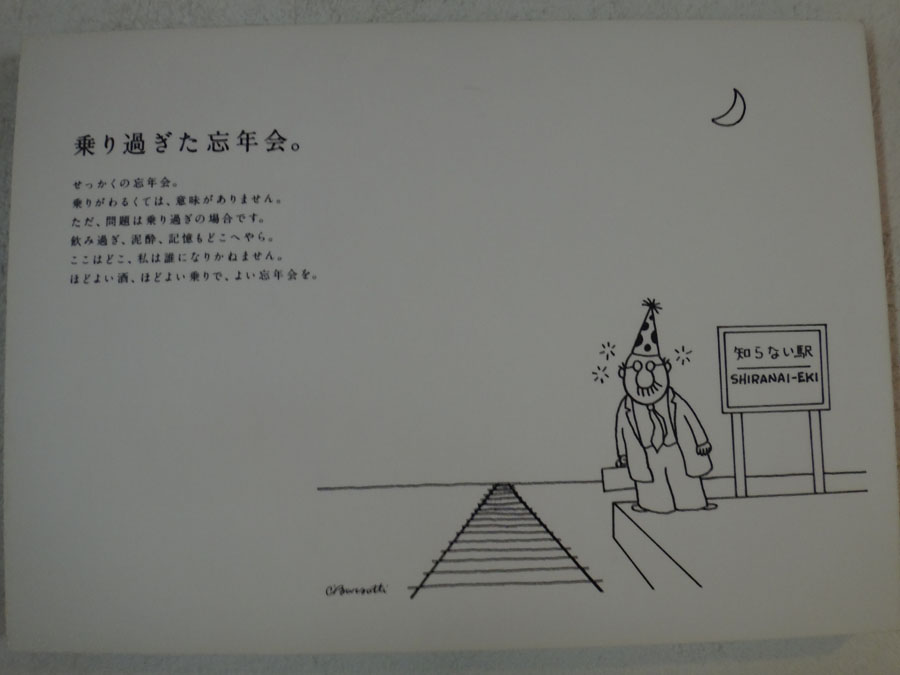 乗り過ぎた忘年会。
せっかくの忘年会。
乗りがわるくては、意味がありません。
ただ、問題は乗り過ぎの場合です。
飲み過ぎ、泥酔、記憶もどこへやら。
ここはどこ、私は誰になりかねません。
ほどよい酒、ほどよい乗りで、よい忘年会を。
知らない駅
SHIRANAI-EKI